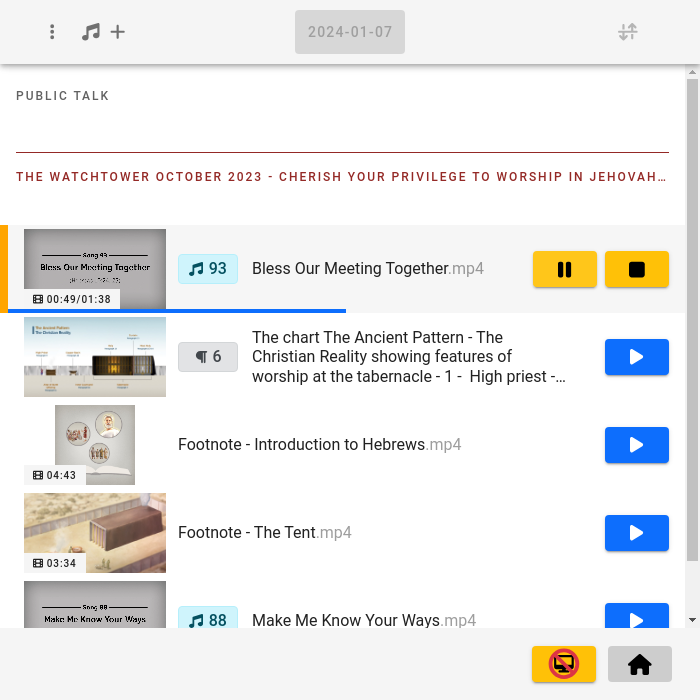 2024-01-07
PUBLIC TALK
THE WATCHTOWER OCTOBER 2023 - CHERISH YOUR PRIVILEGE TO WORSHIP IN JEHOVAH…
Song 93
Bless Our Meeting Together
00:49/01:38
93
Bless Our Meeting Together.mp4
The Ancient Pattern
The Christian Reality
¶ 6
The chart The Ancient Pattern - The
Christian Reality showing features of
worship at the tabernacle - 1 - High priest -…
04:43
Footnote - Introduction to Hebrews.mp4
03:34
Footnote - The Tent.mp4
Song 88
Make Me Know Your Ways
88
Make Me Know Your Ways.mp4